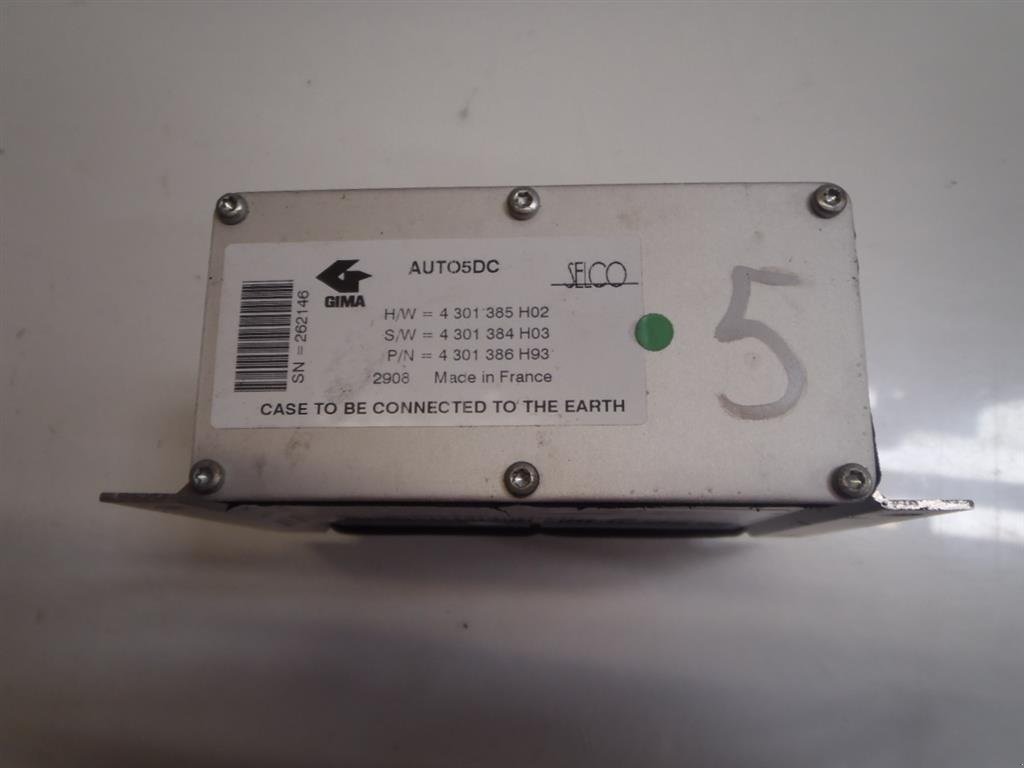 AUTO5DC
SELCO
GIMA
H/W = 4 301 385 H02
S/W = 4 301 384 H03
P/N = 4 301 386 H93
SN = 262146
2908 Made in France
CASE TO BE CONNECTED TO THE EARTH
5